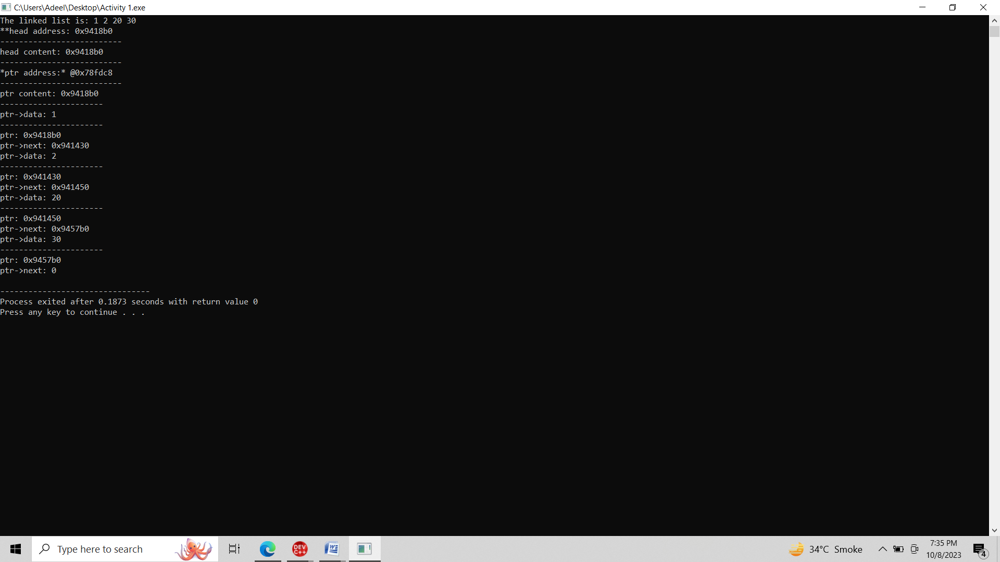 C:\Users\Adeel\Desktop\Activity 1.exe
The linked list is: 1 2 20 30
**head address: 0x9418b0
--------------------------
head content: 0x9418b0
--------------------------
*ptr address:* @0x78fdc8
--------------------------
ptr content: 0x9418b0
----------------------
ptr->data: 1
----------------------
ptr: 0x9418b0
ptr->next: 0x941430
ptr->data: 2
----------------------
ptr: 0x941430
ptr->next: 0x941450
ptr->data: 20
----------------------
ptr: 0x941450
ptr->next: 0x9457b0
ptr->data: 30
----------------------
ptr: 0x9457b0
ptr->next: 0

--------------------------------
Process exited after 0.1873 seconds with return value 0
Press any key to continue . . .
Type here to search
DEV
C++
34°C Smoke
7:35 PM
10/8/2023
4